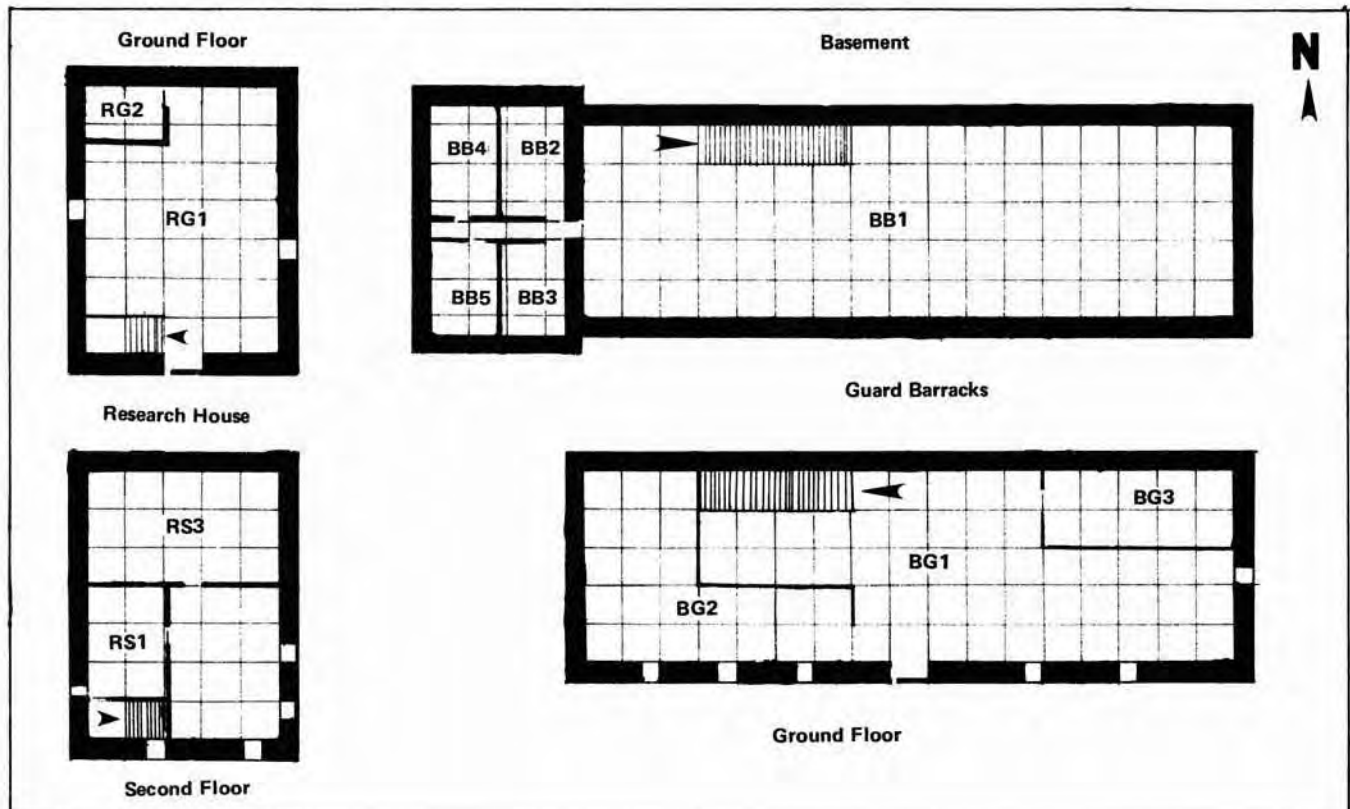 Ground Floor
Basement
N
RG2
RG1
BB4
BB2
BB1
BB5
BB3
Research House
Guard Barracks
RS3
RS1
Second Floor
BG3
BG1
BG2
Ground Floor